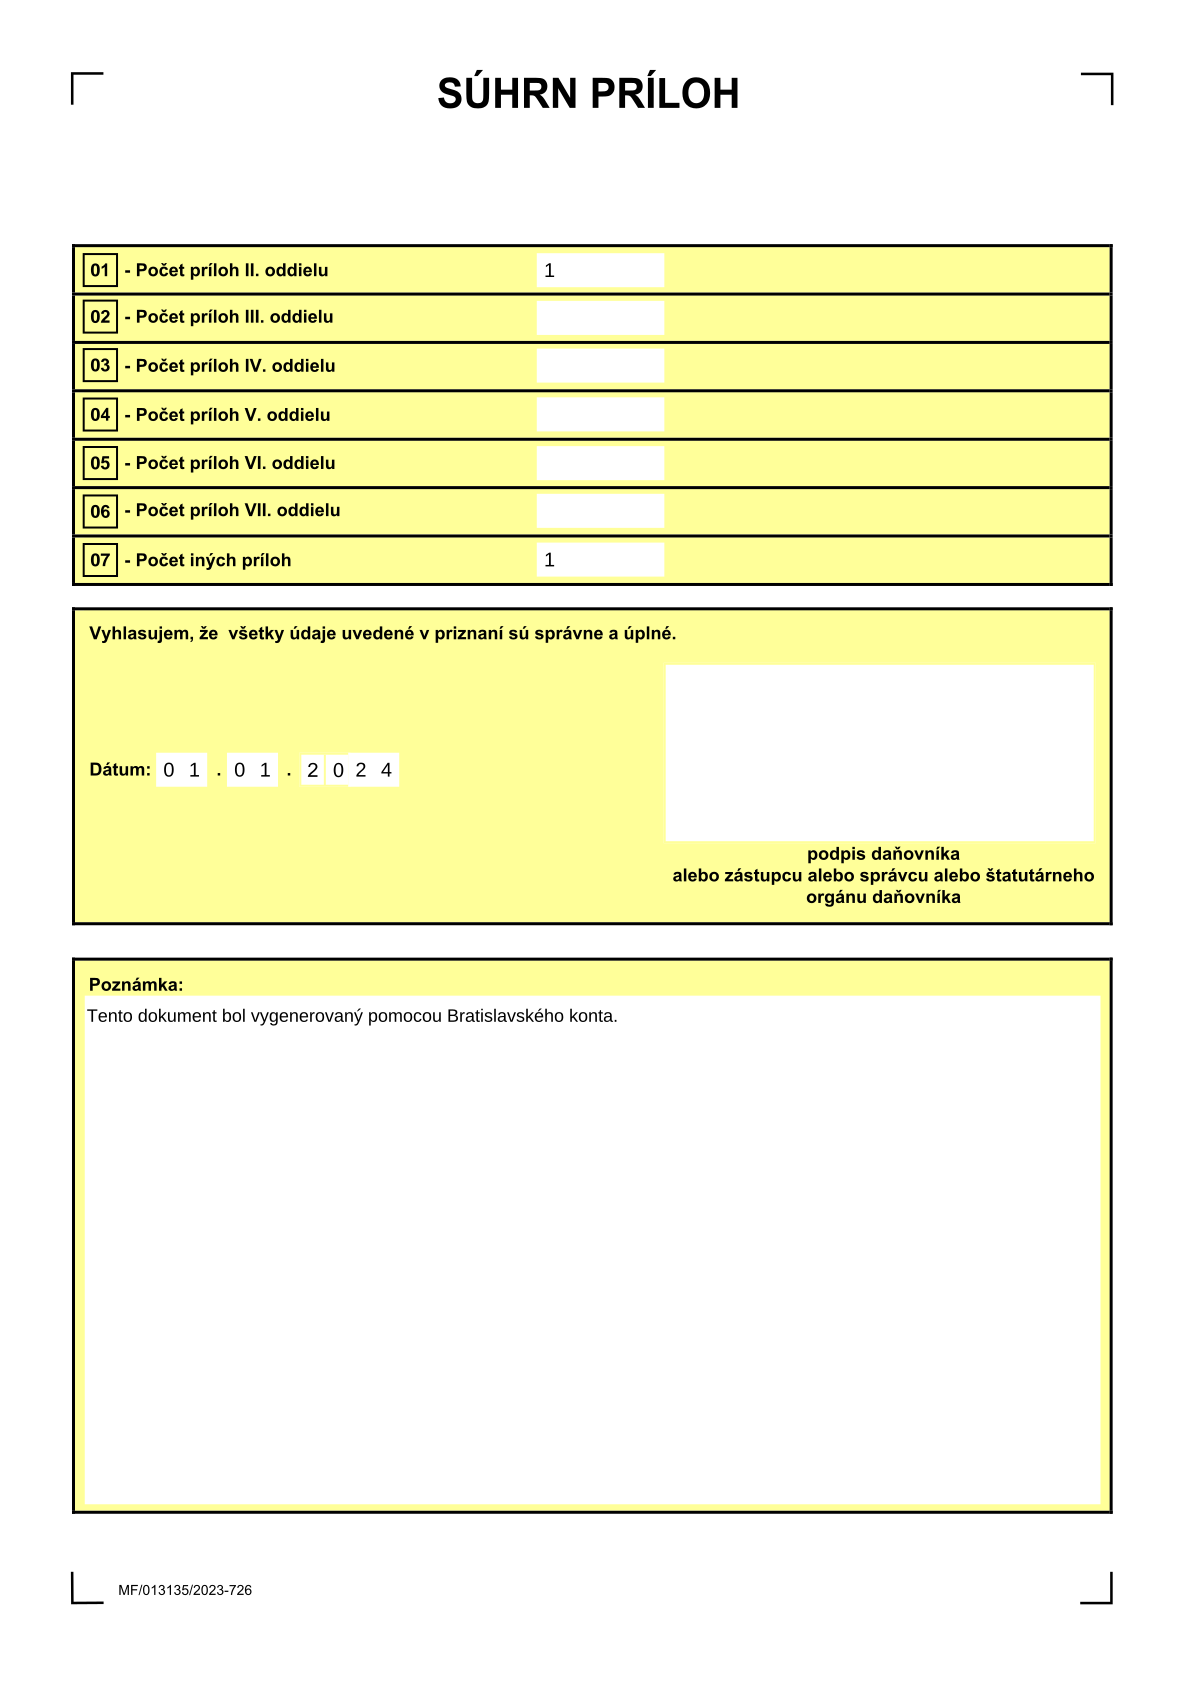 SÚHRN PRÍLOH
01 - Počet príloh II. oddielu 1
02 - Počet príloh III. oddielu
03 - Počet príloh IV. oddielu
04 - Počet príloh V. oddielu
05 - Počet príloh VI. oddielu
06 - Počet príloh VII. oddielu
07 - Počet iných príloh 1
Vyhlasujem, že  všetky údaje uvedené v priznaní sú správne a úplné.
Dátum: 0 1 . 0 1 . 2 0 2 4
podpis daňovníka
alebo zástupcu alebo správcu alebo štatutárneho
orgánu daňovníka
Poznámka:
Tento dokument bol vygenerovaný pomocou Bratislavského konta.
MF/013135/2023-726